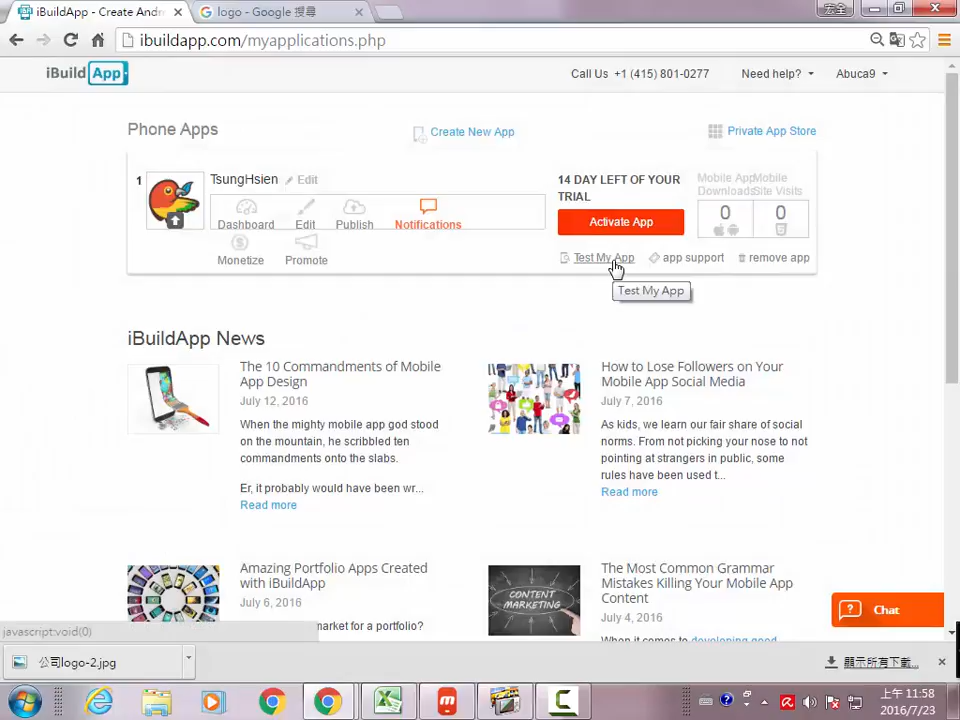 iBuildApp - Create Andr
logo - Google 搜尋
宏全
ibuildapp.com/myapplications.php
iBuild App
Call Us +1 (415) 801-0277
Need help?
Abuca9
Phone Apps
Create New App
Private App Store
1
TsungHsien
Edit
Dashboard
Edit
Publish
Notifications
Monetize
Promote
14 DAY LEFT OF YOUR
TRIAL
Activate App
Mobile App
Downloads
Mobile
Site Visits
0
0
Test My App
app support
remove app
Test My App
iBuildApp News
The 10 Commandments of Mobile
App Design
July 12, 2016
When the mighty mobile app god stood
on the mountain, he scribbled ten
commandments onto the slabs.
Er, it probably would have been wr...
Read more
How to Lose Followers on Your
Mobile App Social Media
July 7, 2016
As kids, we learn our fair share of social
norms. From not picking your nose to not
pointing at strangers in public, some
rules have been used t...
Read more
Amazing Portfolio Apps Created
with iBuildApp
July 6, 2016
market for a portfolio?
CONTENT
MARKETING
The Most Common Grammar
Mistakes Killing Your Mobile App
Content
July 4, 2016
When it comes to developing good
Chat
javascript:void(0)
公司logo-2.jpg
顯示所有下載...
上午 11:58
2016/7/23